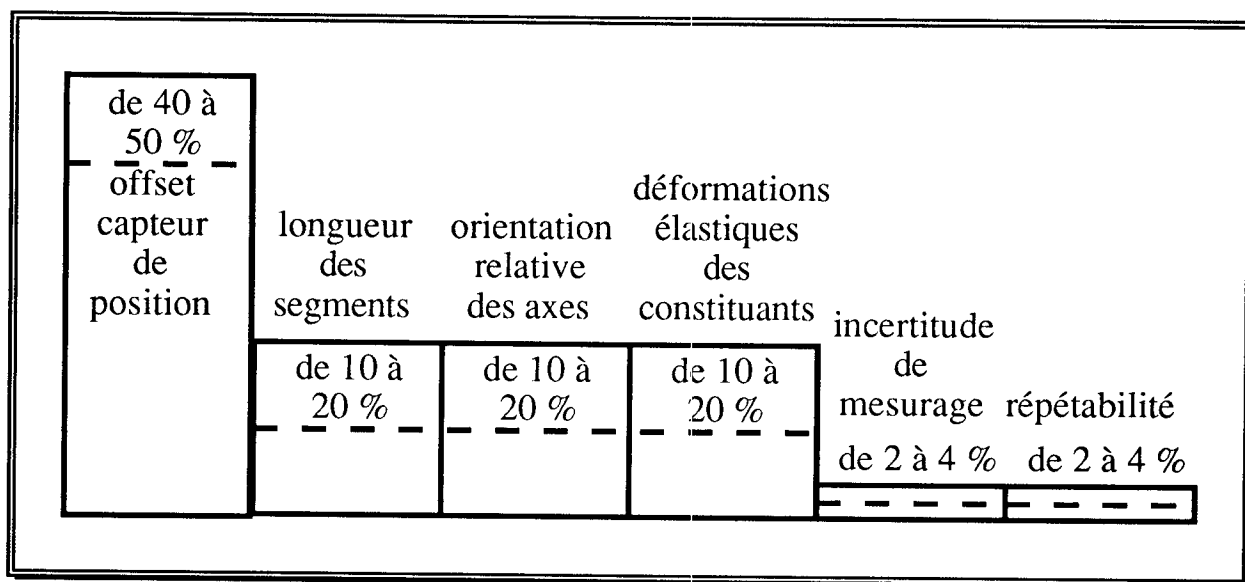 de 40 à
50 %
offset
capteur
de
position
longueur
des
segments
de 10 à
20 %
orientation
relative
des axes
de 10 à
20 %
déformations
élastiques
des
constituants
de 10 à
20 %
incertitude
de
mesurage
de 2 à 4 %
répétabilité
de 2 à 4 %